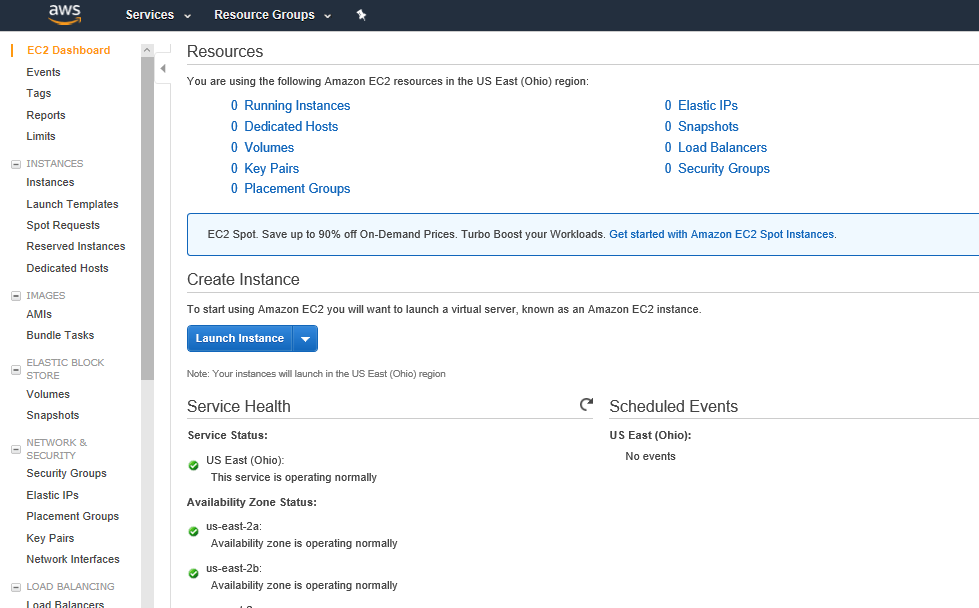 aws
Services
Resource Groups
EC2 Dashboard
Events
Tags
Reports
Limits
INSTANCES
Instances
Launch Templates
Spot Requests
Reserved Instances
Dedicated Hosts
IMAGES
AMIs
Bundle Tasks
ELASTIC BLOCK
STORE
Volumes
Snapshots
NETWORK &
SECURITY
Security Groups
Elastic IPs
Placement Groups
Key Pairs
Network Interfaces
LOAD BALANCING
Load Balancers
Resources
You are using the following Amazon EC2 resources in the US East (Ohio) region:
0 Running Instances
0 Dedicated Hosts
0 Volumes
0 Key Pairs
0 Placement Groups
0 Elastic IPs
0 Snapshots
0 Load Balancers
0 Security Groups
EC2 Spot. Save up to 90% off On-Demand Prices. Turbo Boost your Workloads. Get started with Amazon EC2 Spot Instances.
Create Instance
To start using Amazon EC2 you will want to launch a virtual server, known as an Amazon EC2 instance.
Launch Instance
Note: Your instances will launch in the US East (Ohio) region
Service Health
Service Status:
US East (Ohio):
This service is operating normally
Availability Zone Status:
us-east-2a:
Availability zone is operating normally
us-east-2b:
Availability zone is operating normally
Scheduled Events
US East (Ohio):
No events